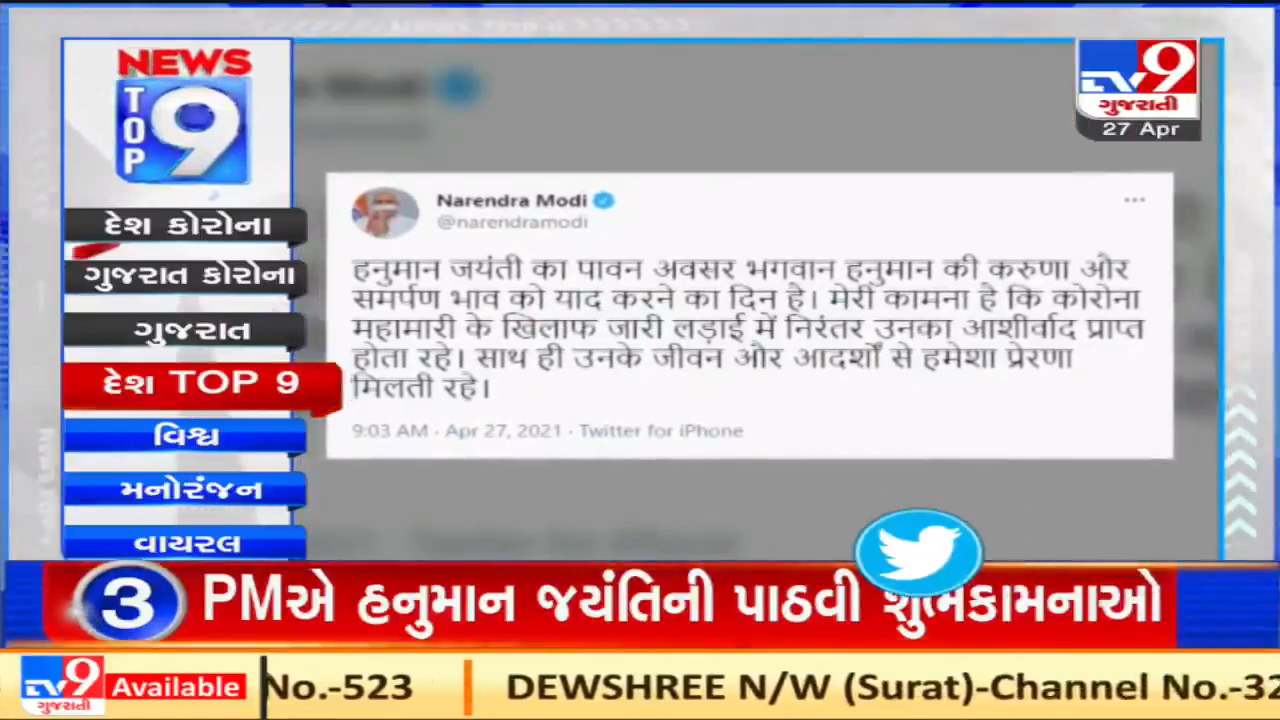 NEWS
TOP
9
TV9
ગુજરાતી
27 Apr
દેશ કોરોના
ગુજરાત કોરોના
ગુજરાત
દેશ TOP 9
વિશ્વ
મનોરંજન
વાયરલ
Narendra Modi
@narendramodi
हनुमान जयंती का पावन अवसर भगवान हनुमान की करुणा और
समर्पण भाव को याद करने का दिन है। मेरी कामना है कि कोरोना
महामारी के खिलाफ जारी लड़ाई में निरंतर उनका आशीर्वाद प्राप्त
होता रहे। साथ ही उनके जीवन और आदर्शों से हमेशा प्रेरणा
मिलती रहे।
9:03 AM · Apr 27, 2021 · Twitter for iPhone
3 PMએ હનુમાન જયંતિની પાઠવી શુભકામનાઓ
TV9 ગુજરાતી Available No.-523 DEWSHREE N/W (Surat)-Channel No.-32